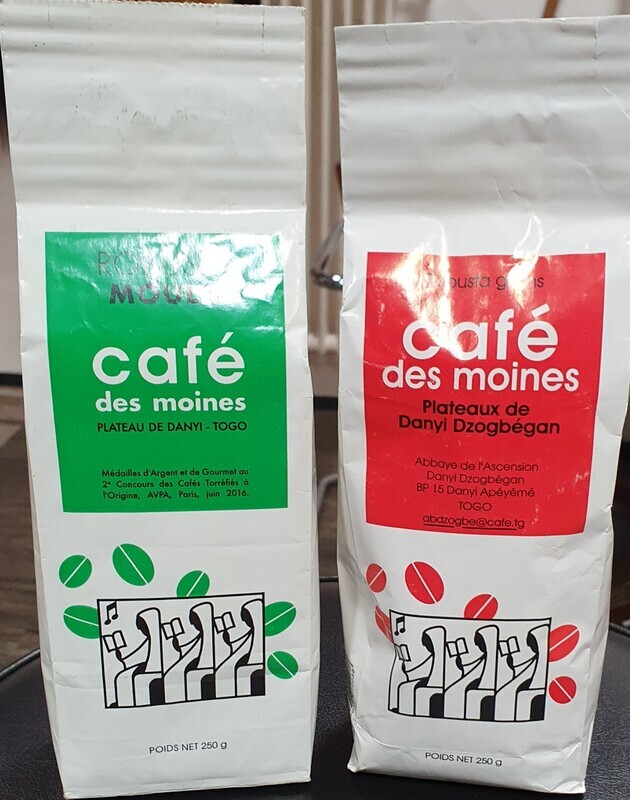 MOUL
café
des moines
PLATEAU DE DANYI - TOGO
Médailles d'Argent et de Gourmet au
2e Concours des Cafés Torréfiés à
l'Origine, AVPA, Paris, juin 2016.
POIDS NET 250 g
café
des moines
Plateaux de
Danyi Dzogbégan
Abbaye de l'Ascension
Danyi Dzogbégan
BP 15 Danyi Apéyémé
TOGO
abdzogbe@cafe.tg
POIDS NET 250 g